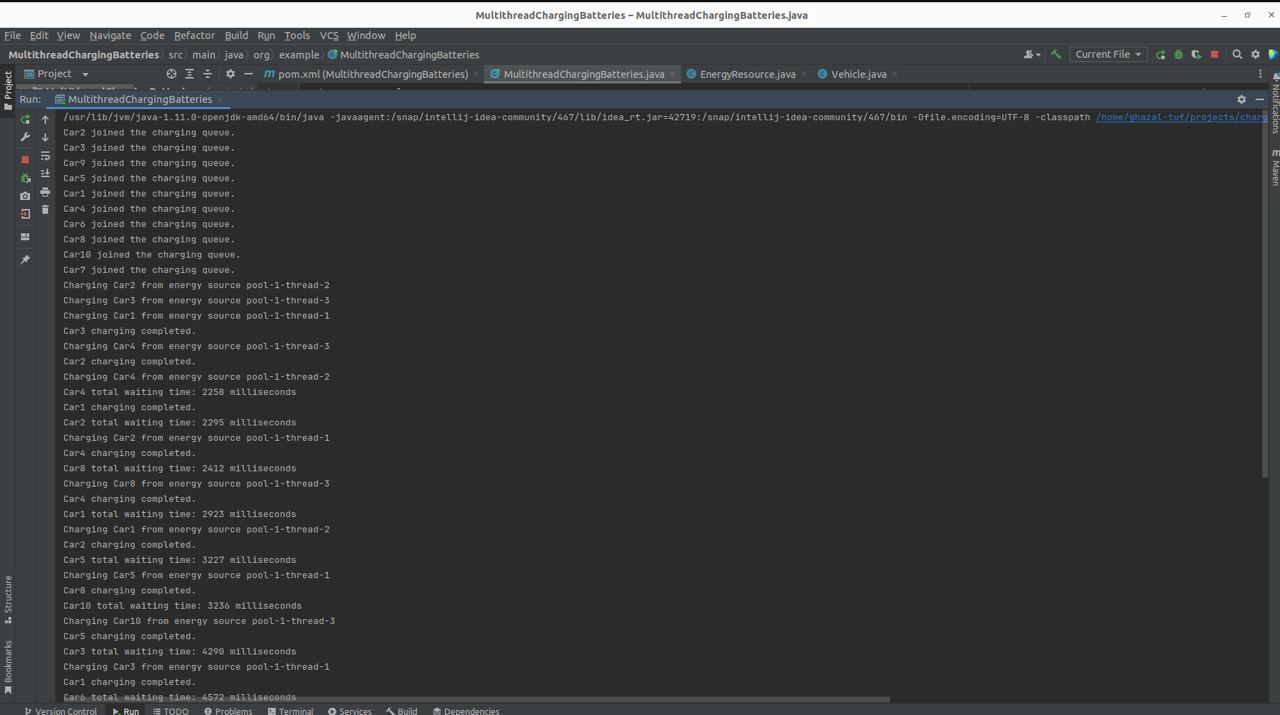 MultithreadChargingBatteries – MultithreadChargingBatteries.java
File Edit View Navigate Code Refactor Build Run Tools VCS Window Help
MultithreadChargingBatteries src main java org example MultithreadChargingBatteries Current File
Project Project pom.xml (MultithreadChargingBatteries) MultithreadChargingBatteries.java EnergyResource.java Vehicle.java
Run: MultithreadChargingBatteries
Notifications
Maven
/usr/lib/jvm/java-1.11.0-openjdk-amd64/bin/java -javaagent:/snap/intellij-idea-community/467/lib/idea_rt.jar=42719:/snap/intellij-idea-community/467/bin -Dfile.encoding=UTF-8 -classpath /home/ghazal-tuf/projects/charg
Car2 joined the charging queue.
Car3 joined the charging queue.
Car9 joined the charging queue.
Car5 joined the charging queue.
Car1 joined the charging queue.
Car4 joined the charging queue.
Car6 joined the charging queue.
Car8 joined the charging queue.
Car10 joined the charging queue.
Car7 joined the charging queue.
Charging Car2 from energy source pool-1-thread-2
Charging Car3 from energy source pool-1-thread-3
Charging Car1 from energy source pool-1-thread-1
Car3 charging completed.
Charging Car4 from energy source pool-1-thread-3
Car2 charging completed.
Charging Car4 from energy source pool-1-thread-2
Car4 total waiting time: 2258 milliseconds
Car1 charging completed.
Car2 total waiting time: 2295 milliseconds
Charging Car2 from energy source pool-1-thread-1
Car4 charging completed.
Car8 total waiting time: 2412 milliseconds
Charging Car8 from energy source pool-1-thread-3
Car4 charging completed.
Car1 total waiting time: 2923 milliseconds
Charging Car1 from energy source pool-1-thread-2
Car2 charging completed.
Car5 total waiting time: 3227 milliseconds
Charging Car5 from energy source pool-1-thread-1
Car8 charging completed.
Car10 total waiting time: 3236 milliseconds
Charging Car10 from energy source pool-1-thread-3
Car5 charging completed.
Car3 total waiting time: 4290 milliseconds
Charging Car3 from energy source pool-1-thread-1
Car1 charging completed.
Car6 total waiting time: 4572 milliseconds
Structure
Bookmarks
Version Control Run TODO Problems Terminal Services Build Dependencies